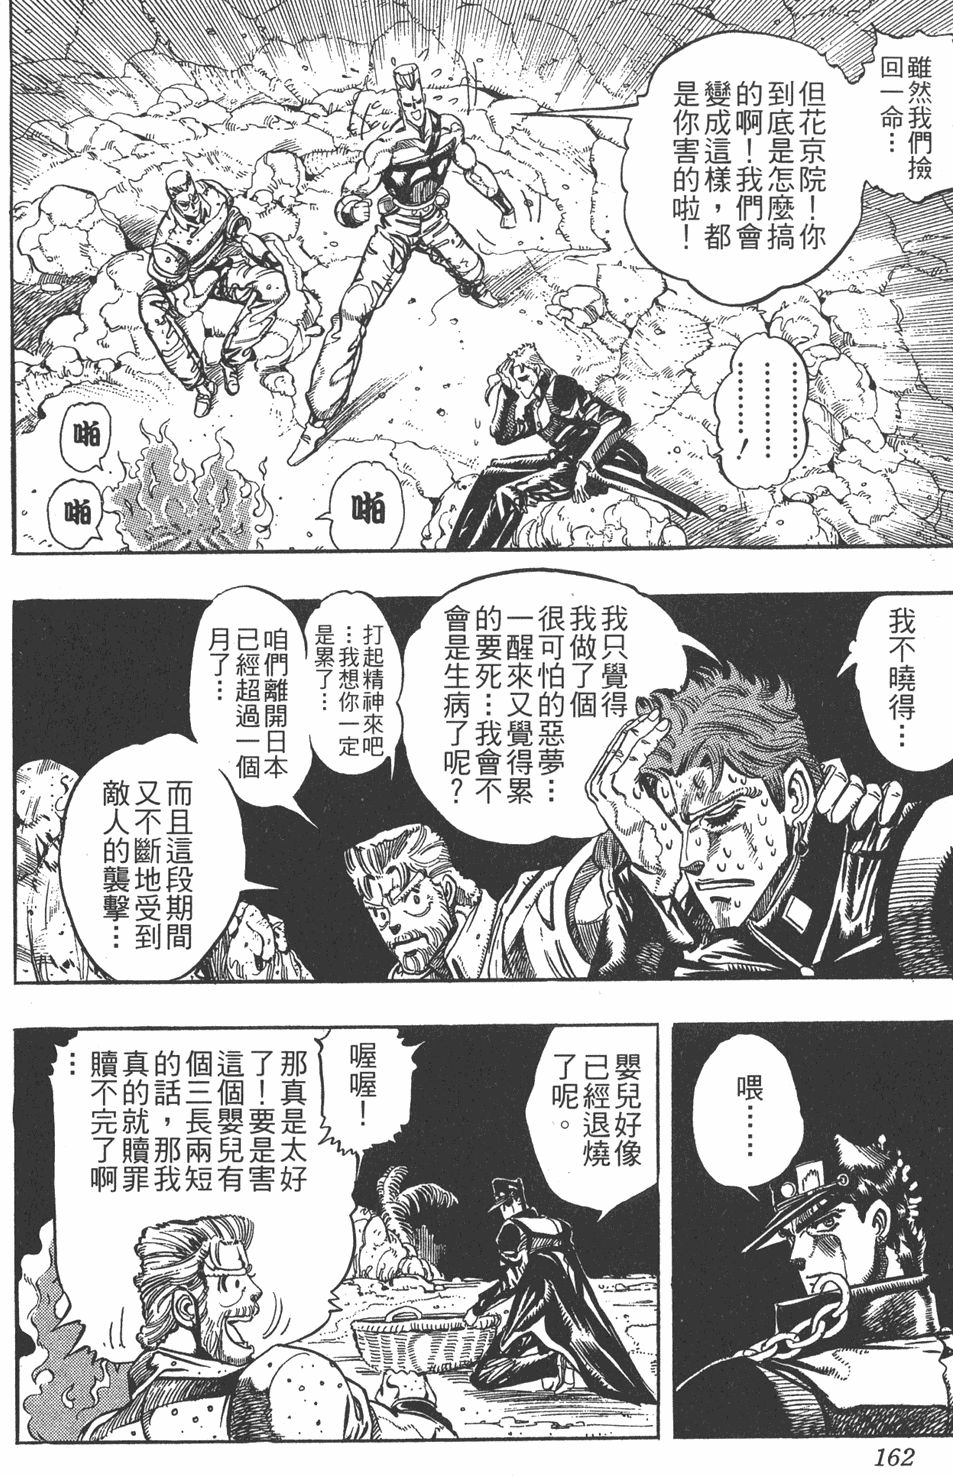 雖然我們撿
回一命…
但花京院！你
到底是怎麼搞
的啊！我們會
變成這樣，都
是你害的啦！
………………
………………
………………！
啪
啪
啪
我不曉得…
我只覺得
我做了個
很可怕的惡夢…
一醒來又覺得累
的要死…我會不
會是生病了呢？
打起精神來吧
…我想你一定
是累了…
咱們離開日本
已經超過一個
月了…
而且這段期間
又不斷地受到
敵人的襲擊…
喂……
嬰兒好像
已經退燒
了呢。
喔喔！
那真是太好
了！要是害
這個嬰兒有
個三長兩短
的話，那我
真的就贖罪
贖不完了啊
…
162